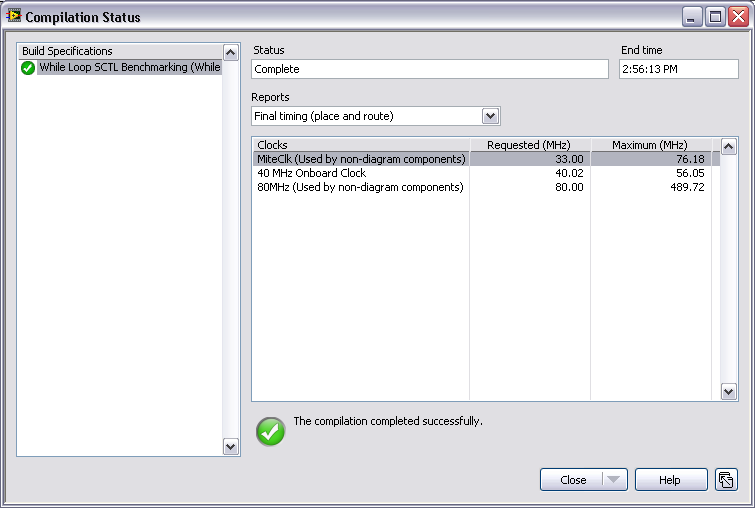 Compilation Status
Build Specifications
While Loop SCTL Benchmarking (While
Status
End time
Complete
2:56:13 PM
Reports
Final timing (place and route)
Clocks Requested (MHz) Maximum (MHz)
MiteClk (Used by non-diagram components) 33.00 76.18
40 MHz Onboard Clock 40.02 56.05
80MHz (Used by non-diagram components) 80.00 489.72
The compilation completed successfully.
Close
Help